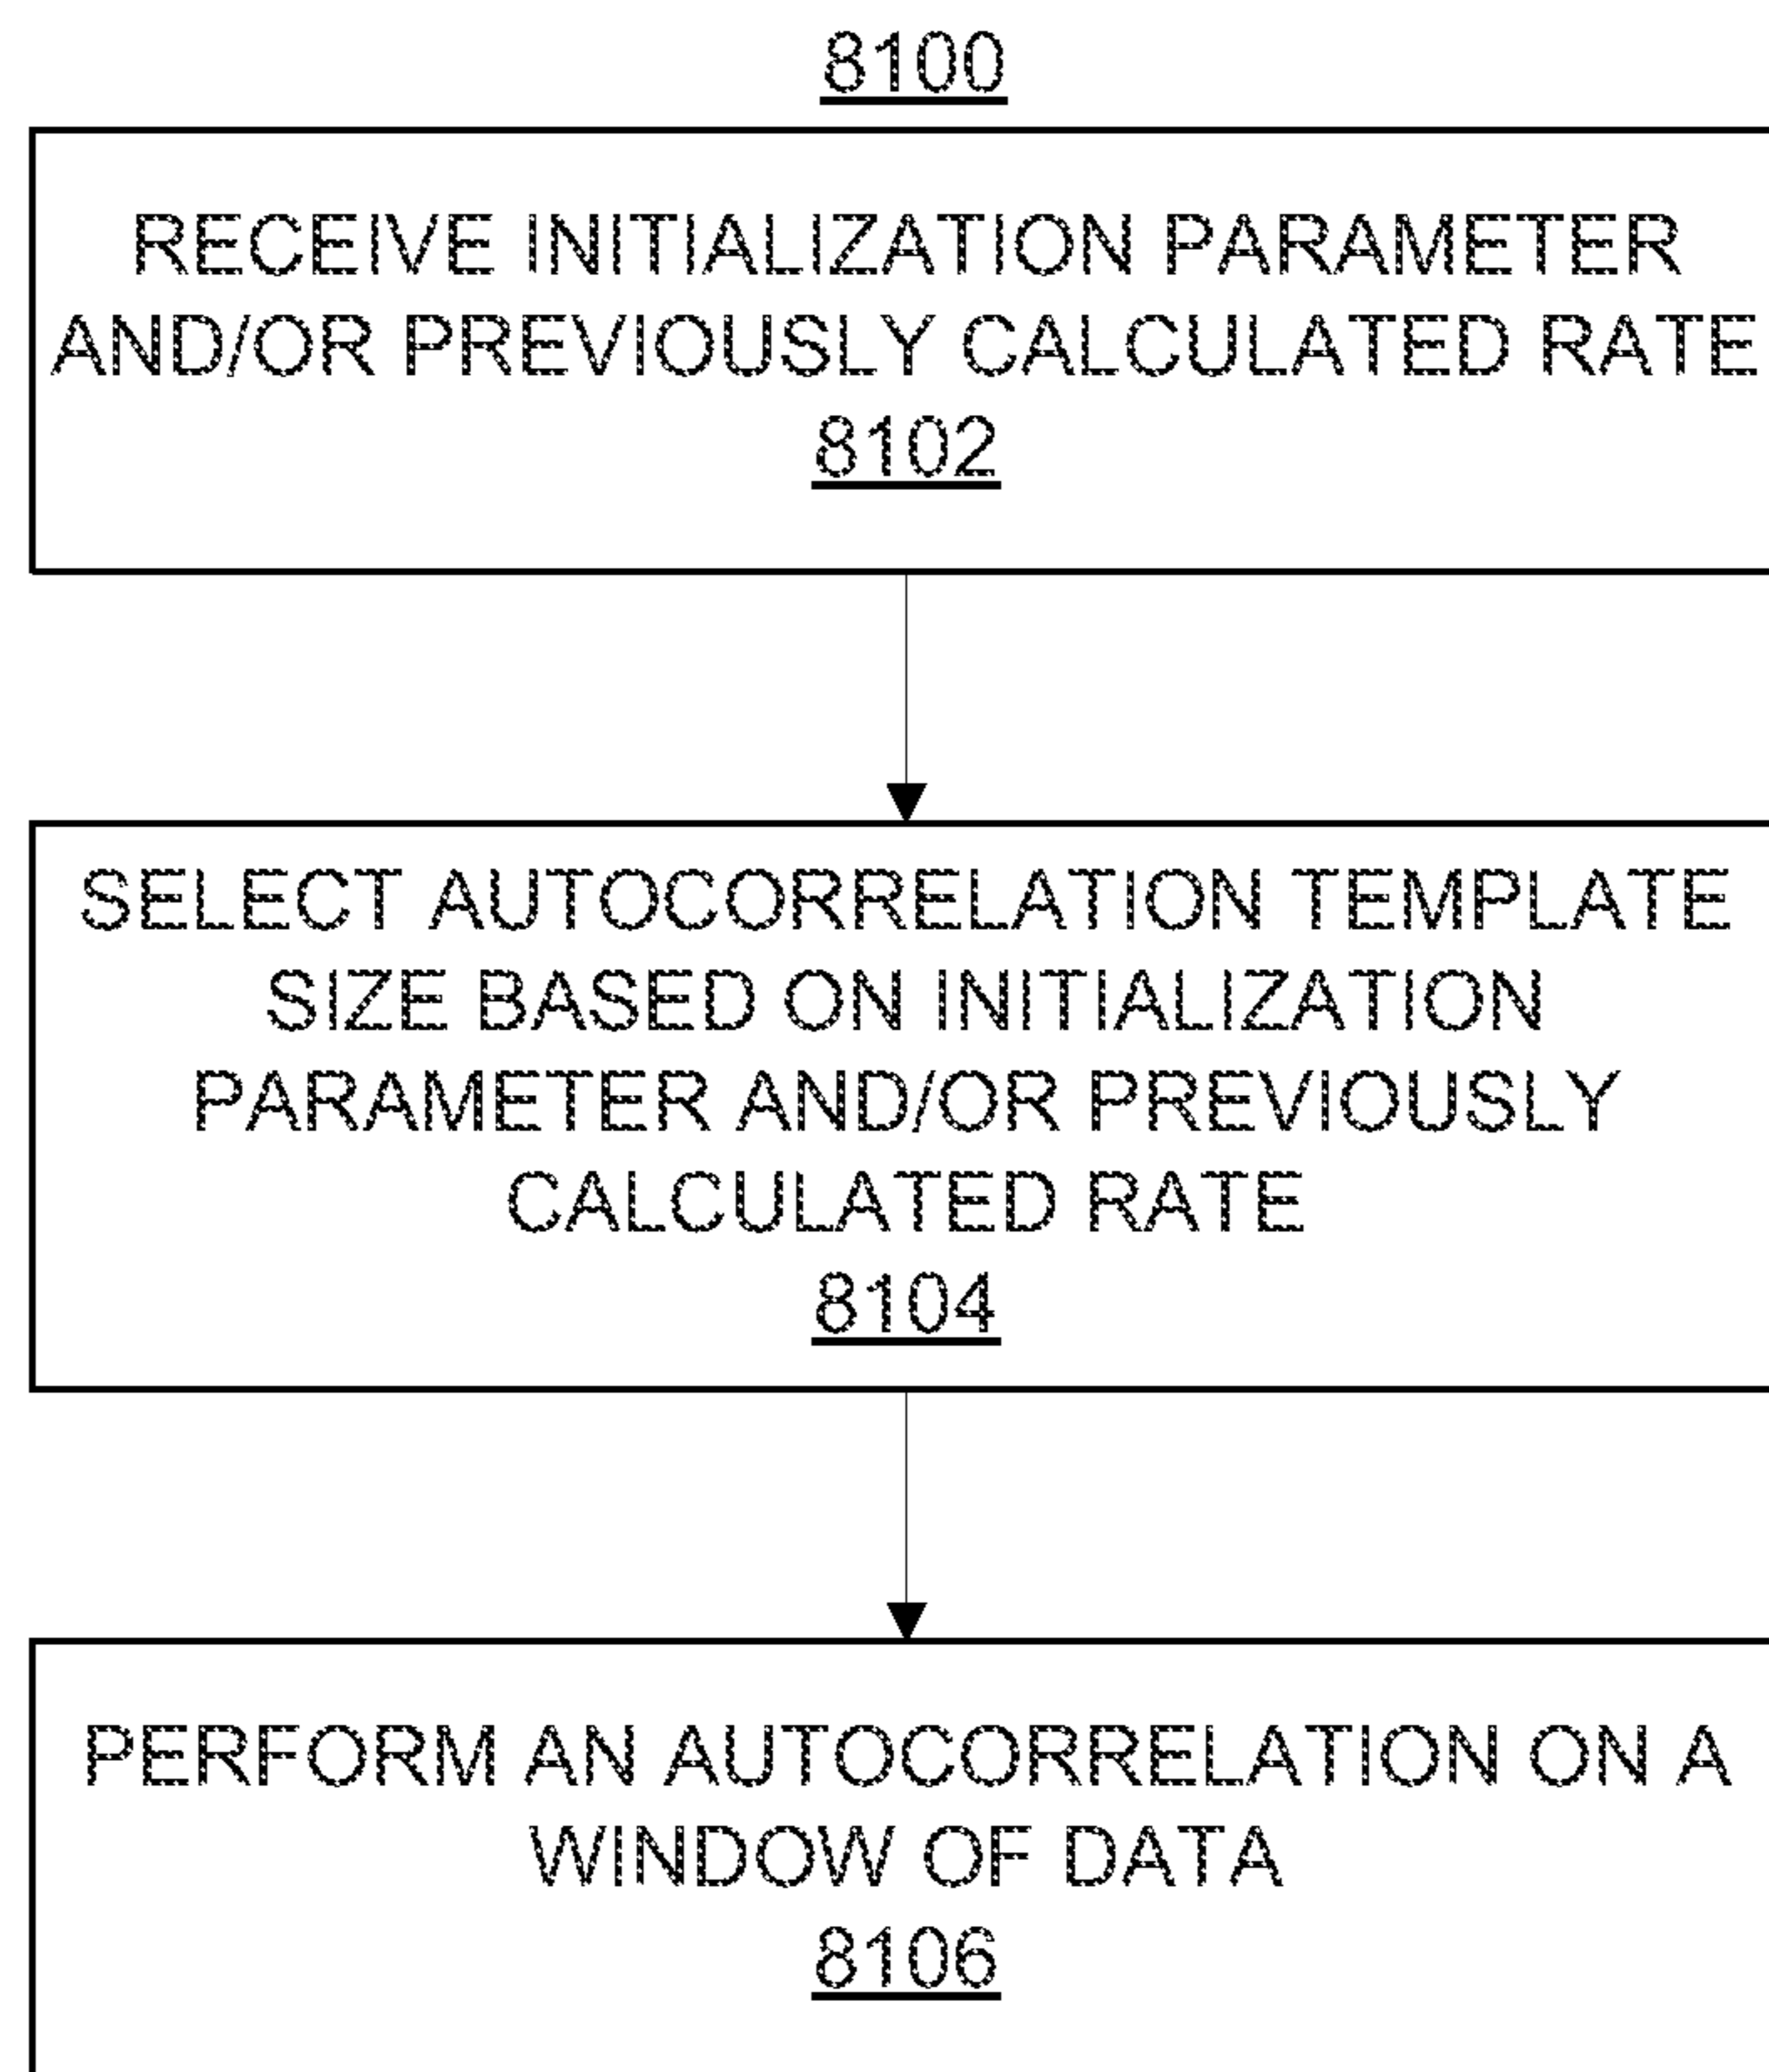 8100
RECEIVE INITIALIZATION PARAMETER
AND/OR PREVIOUSLY CALCULATED RATE
8102
SELECT AUTOCORRELATION TEMPLATE
SIZE BASED ON INITIALIZATION
PARAMETER AND/OR PREVIOUSLY
CALCULATED RATE
8104
PERFORM AN AUTOCORRELATION ON A
WINDOW OF DATA
8106